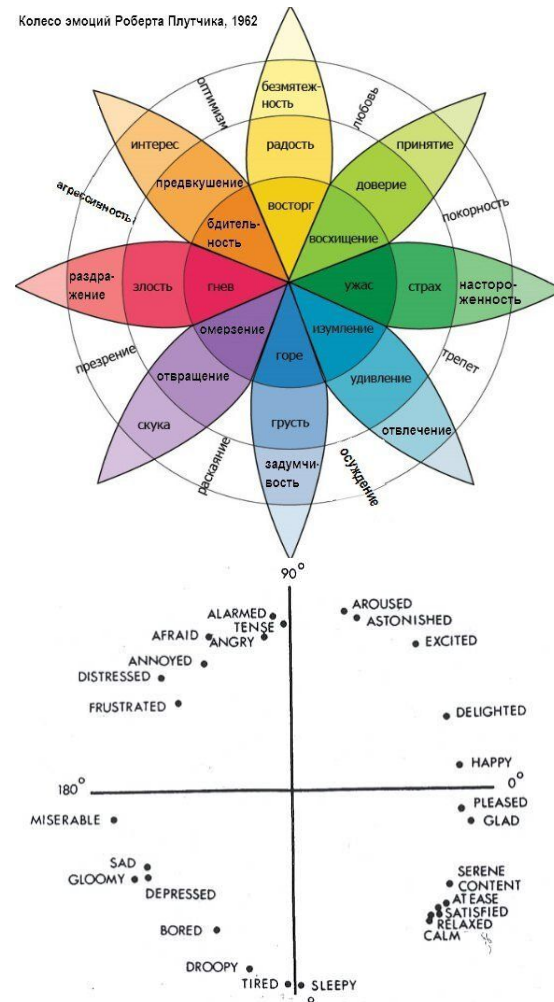 Колесо эмоций Роберта Плутчика, 1962
оптимизм
безмятеж-
ность
любовь
интерес
радость
принятие
предвкушение
доверие
агрессивность
восторг
покорность
бдитель-
ность
восхищение
раздра-
жение
злость
гнев
ужас
страх
насторо-
женность
омерзение
изумление
презрение
горе
трепет
отвращение
удивление
скука
грусть
отвлечение
раскаяние
задумчи-
вость
осуждение
90°
ALARMED
AROUSED
TENSE
ASTONISHED
AFRAID
ANGRY
EXCITED
ANNOYED
DISTRESSED
FRUSTRATED
DELIGHTED
HAPPY
180°
0°
PLEASED
MISERABLE
GLAD
SAD
SERENE
GLOOMY
CONTENT
DEPRESSED
AT EASE
SATISFIED
BORED
RELAXED
CALM
DROOPY
TIRED
SLEEPY